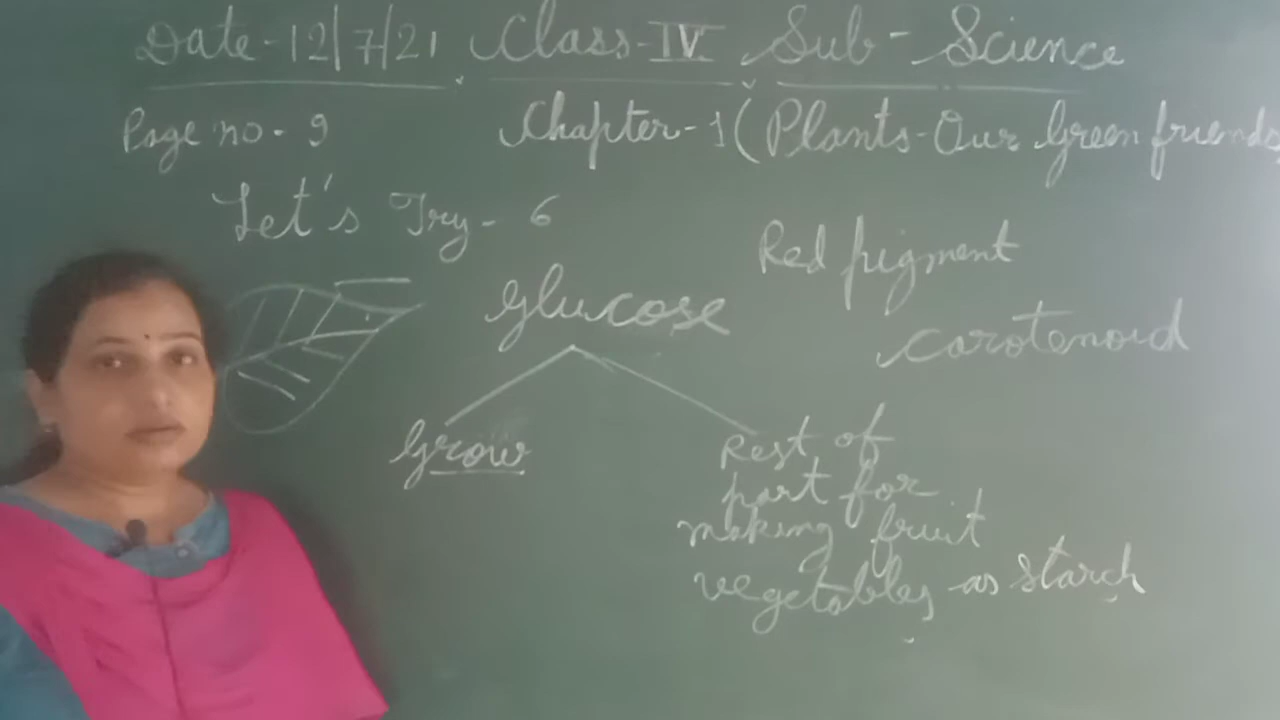 Date-12/7/21 Class-IV Sub-Science
Page no-9 Chapter-1(Plants-Our Green friends
Let's Try-6
Red pigment
Glucose
carotenoid
Grow
Rest of
part for
making fruit
vegetables as starch